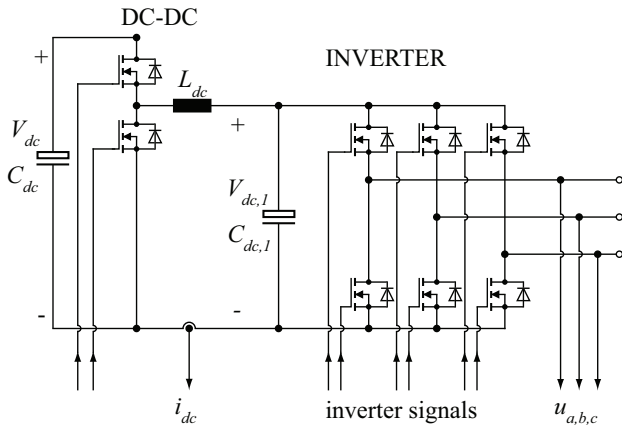 DC-DC
INVERTER
L_dc
+
+
V_dc
C_dc
V_dc,1
C_dc,1
-
-
i_dc
inverter signals
u_a,b,c